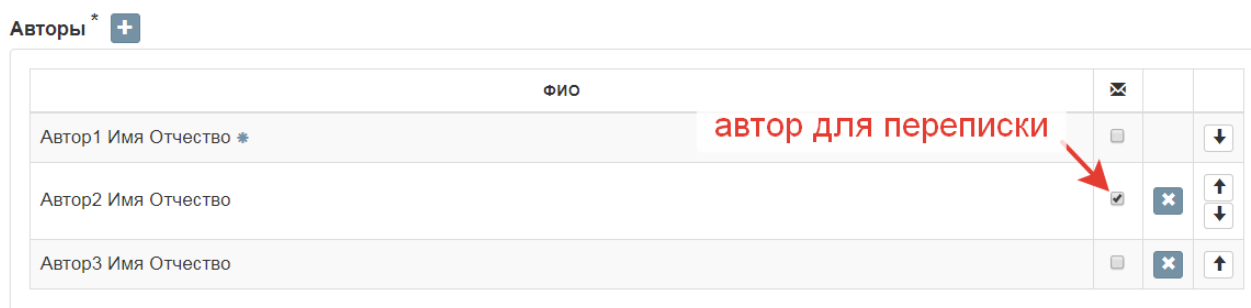 Авторы *
ФИО
Автор1 Имя Отчество *
автор для переписки
Автор2 Имя Отчество
Автор3 Имя Отчество